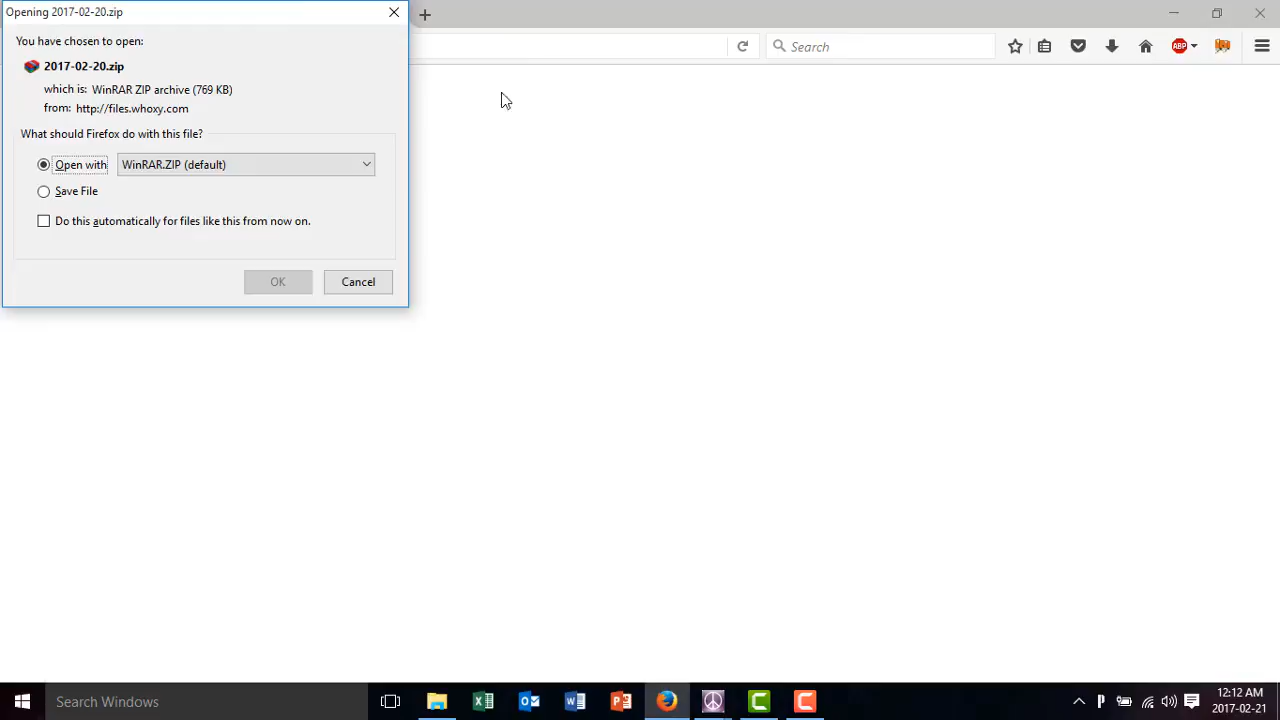 Opening 2017-02-20.zip
You have chosen to open:
2017-02-20.zip
which is: WinRAR ZIP archive (769 KB)
from: http://files.whoxy.com
What should Firefox do with this file?
Open with WinRAR.ZIP (default)
Save File
Do this automatically for files like this from now on.
OK Cancel
Search
ABP
Search Windows
12:12 AM
2017-02-21